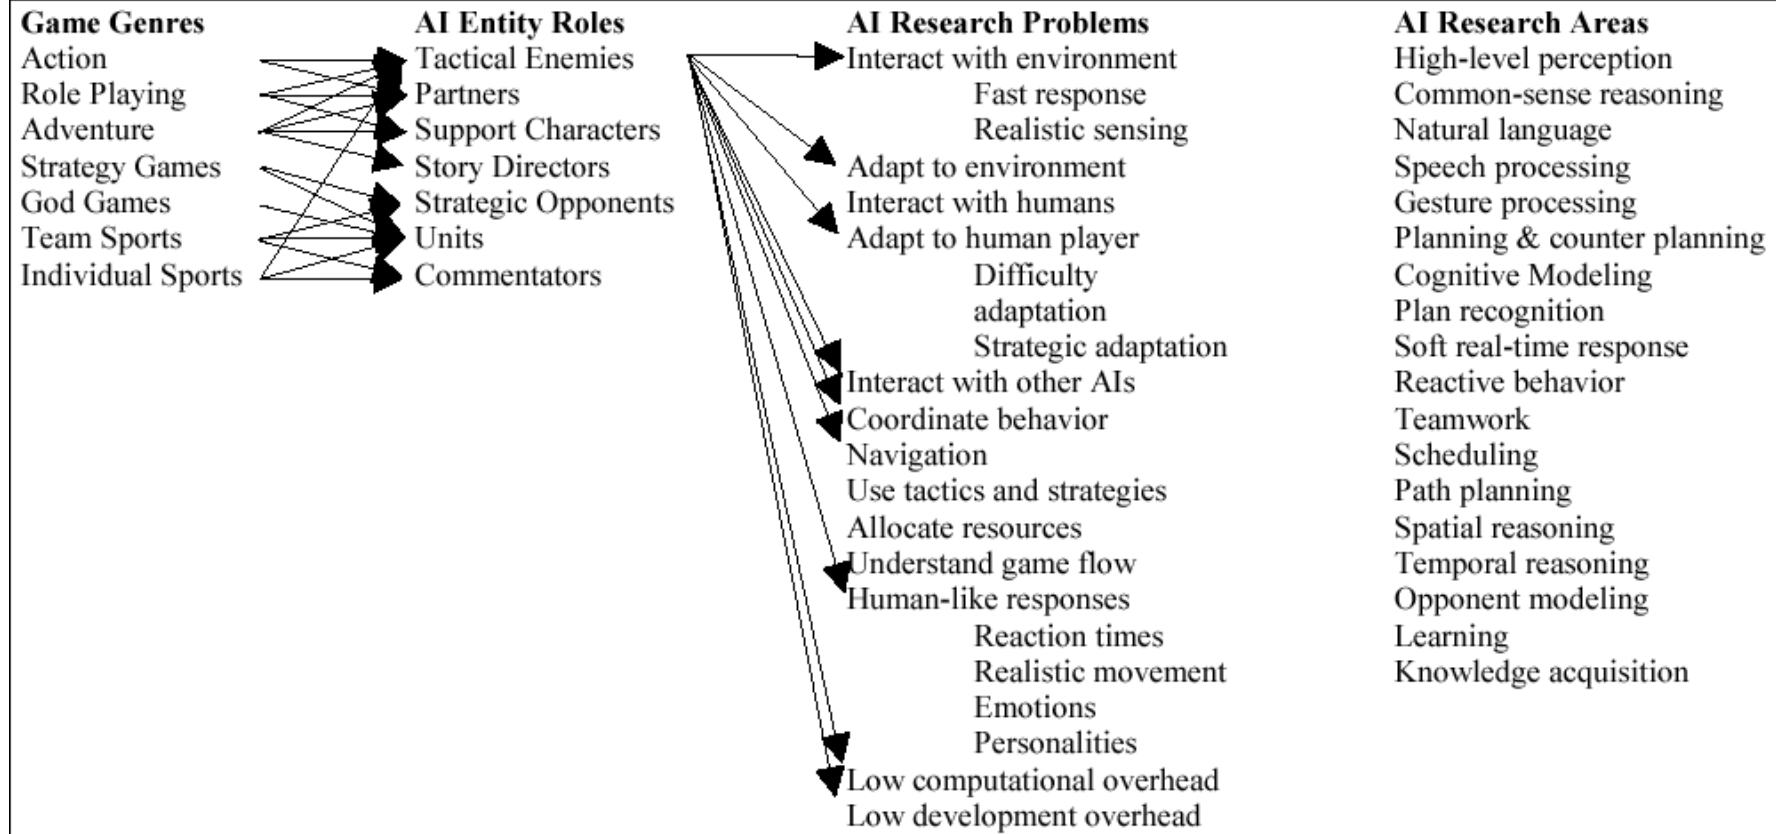 Game Genres
Action
Role Playing
Adventure
Strategy Games
God Games
Team Sports
Individual Sports
AI Entity Roles
Tactical Enemies
Partners
Support Characters
Story Directors
Strategic Opponents
Units
Commentators
AI Research Problems
Interact with environment
Fast response
Realistic sensing
Adapt to environment
Interact with humans
Adapt to human player
Difficulty
adaptation
Strategic adaptation
Interact with other AIs
Coordinate behavior
Navigation
Use tactics and strategies
Allocate resources
Understand game flow
Human-like responses
Reaction times
Realistic movement
Emotions
Personalities
Low computational overhead
Low development overhead
AI Research Areas
High-level perception
Common-sense reasoning
Natural language
Speech processing
Gesture processing
Planning & counter planning
Cognitive Modeling
Plan recognition
Soft real-time response
Reactive behavior
Teamwork
Scheduling
Path planning
Spatial reasoning
Temporal reasoning
Opponent modeling
Learning
Knowledge acquisition